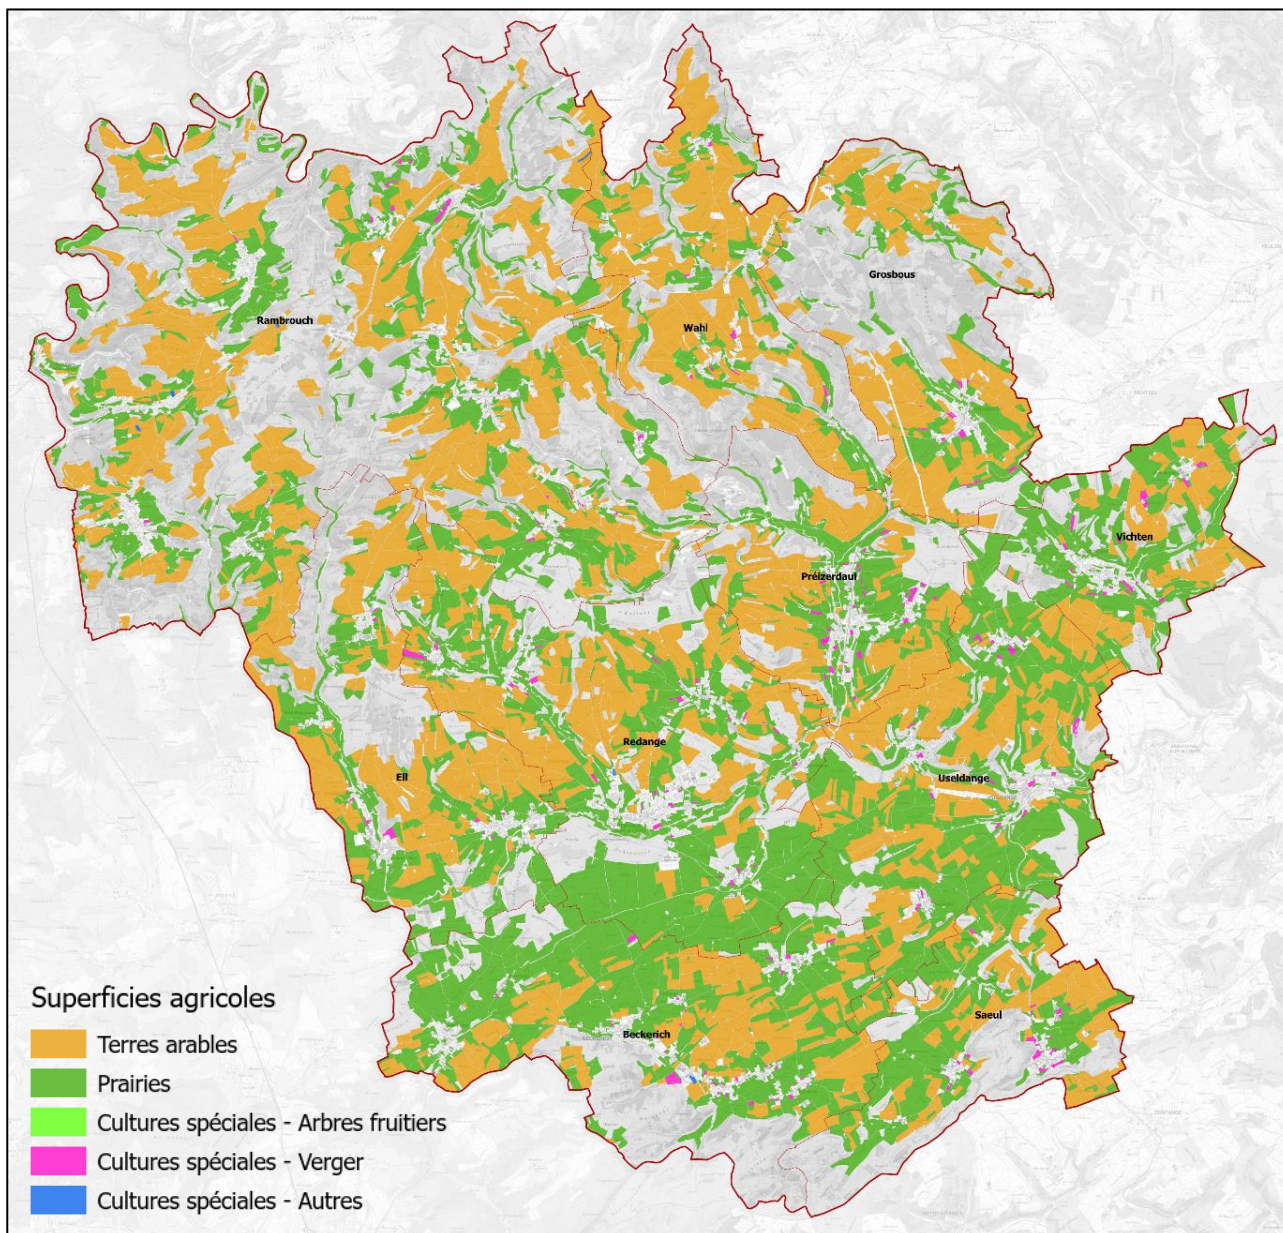 Grosbous
Rambrouch
Wahl
Vichten
Préizerdaul
Redange
Ell
Useldange
Saeul
Beckerich
Superficies agricoles
Terres arables
Prairies
Cultures spéciales - Arbres fruitiers
Cultures spéciales - Verger
Cultures spéciales - Autres